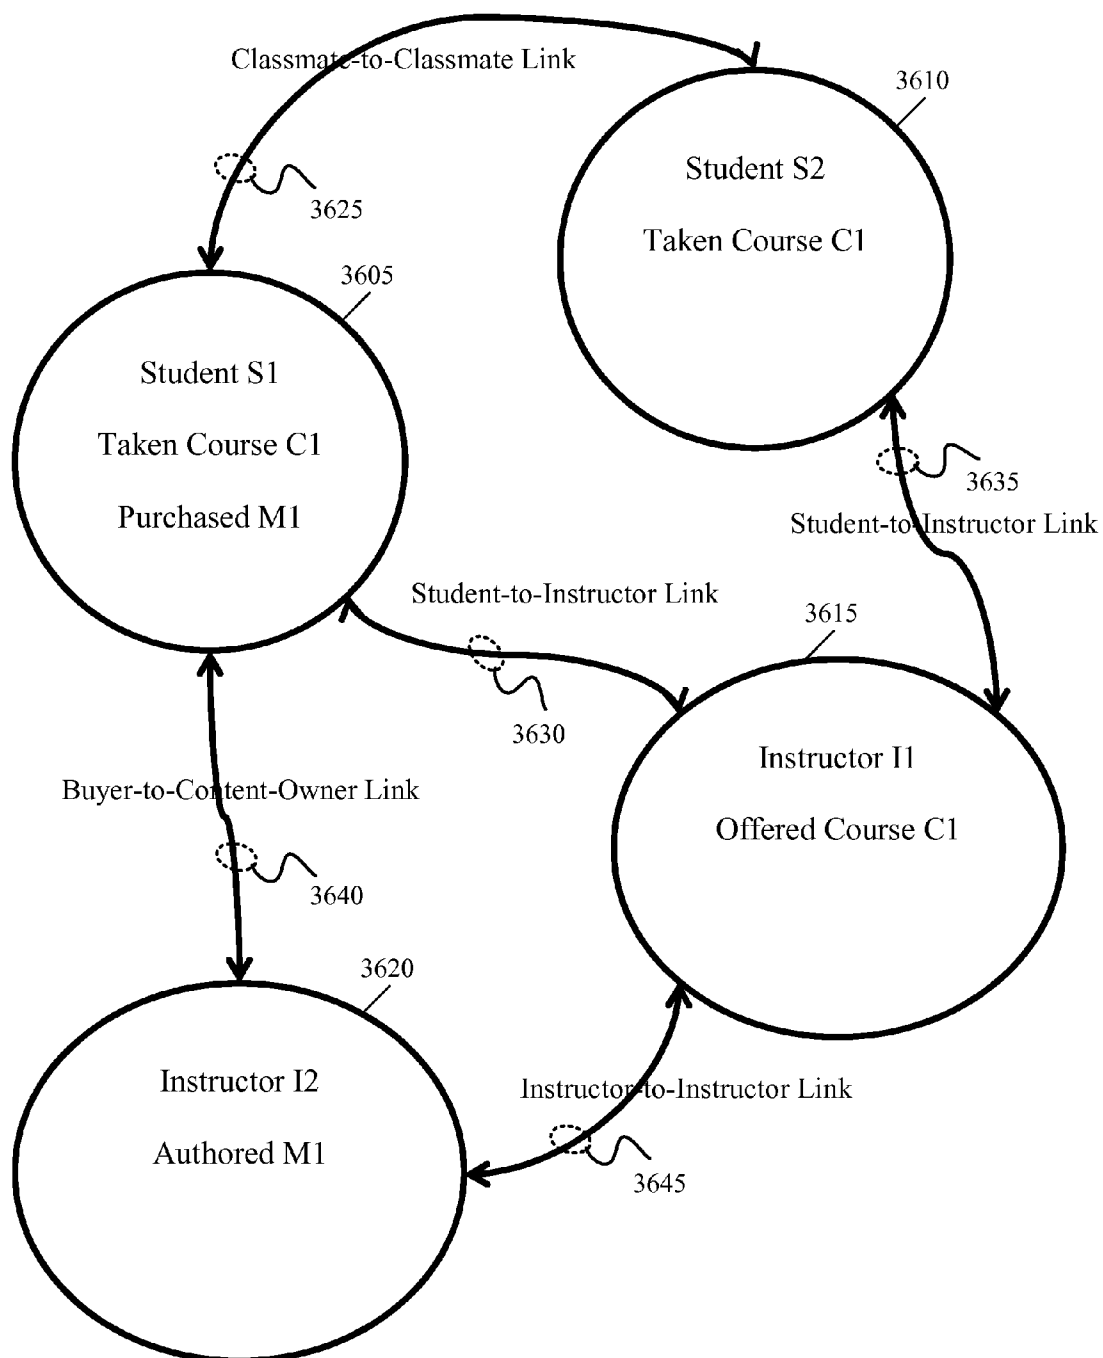 Classmate-to-Classmate Link
3610
Student S2
Taken Course C1
3625
3605
Student S1
Taken Course C1
Purchased M1
3635
Student-to-Instructor Link
Student-to-Instructor Link
3615
3630
Instructor I1
Offered Course C1
Buyer-to-Content-Owner Link
3640
3620
Instructor I2
Authored M1
Instructor-to-Instructor Link
3645